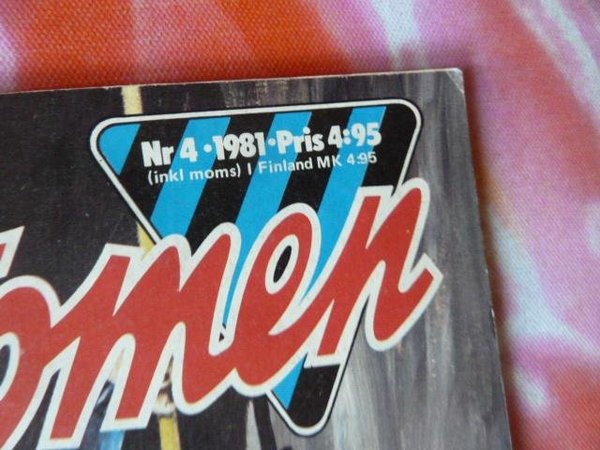 Nr 4 • 1981 • Pris 4:95
(inkl moms) I Finland MK 4:95
omen